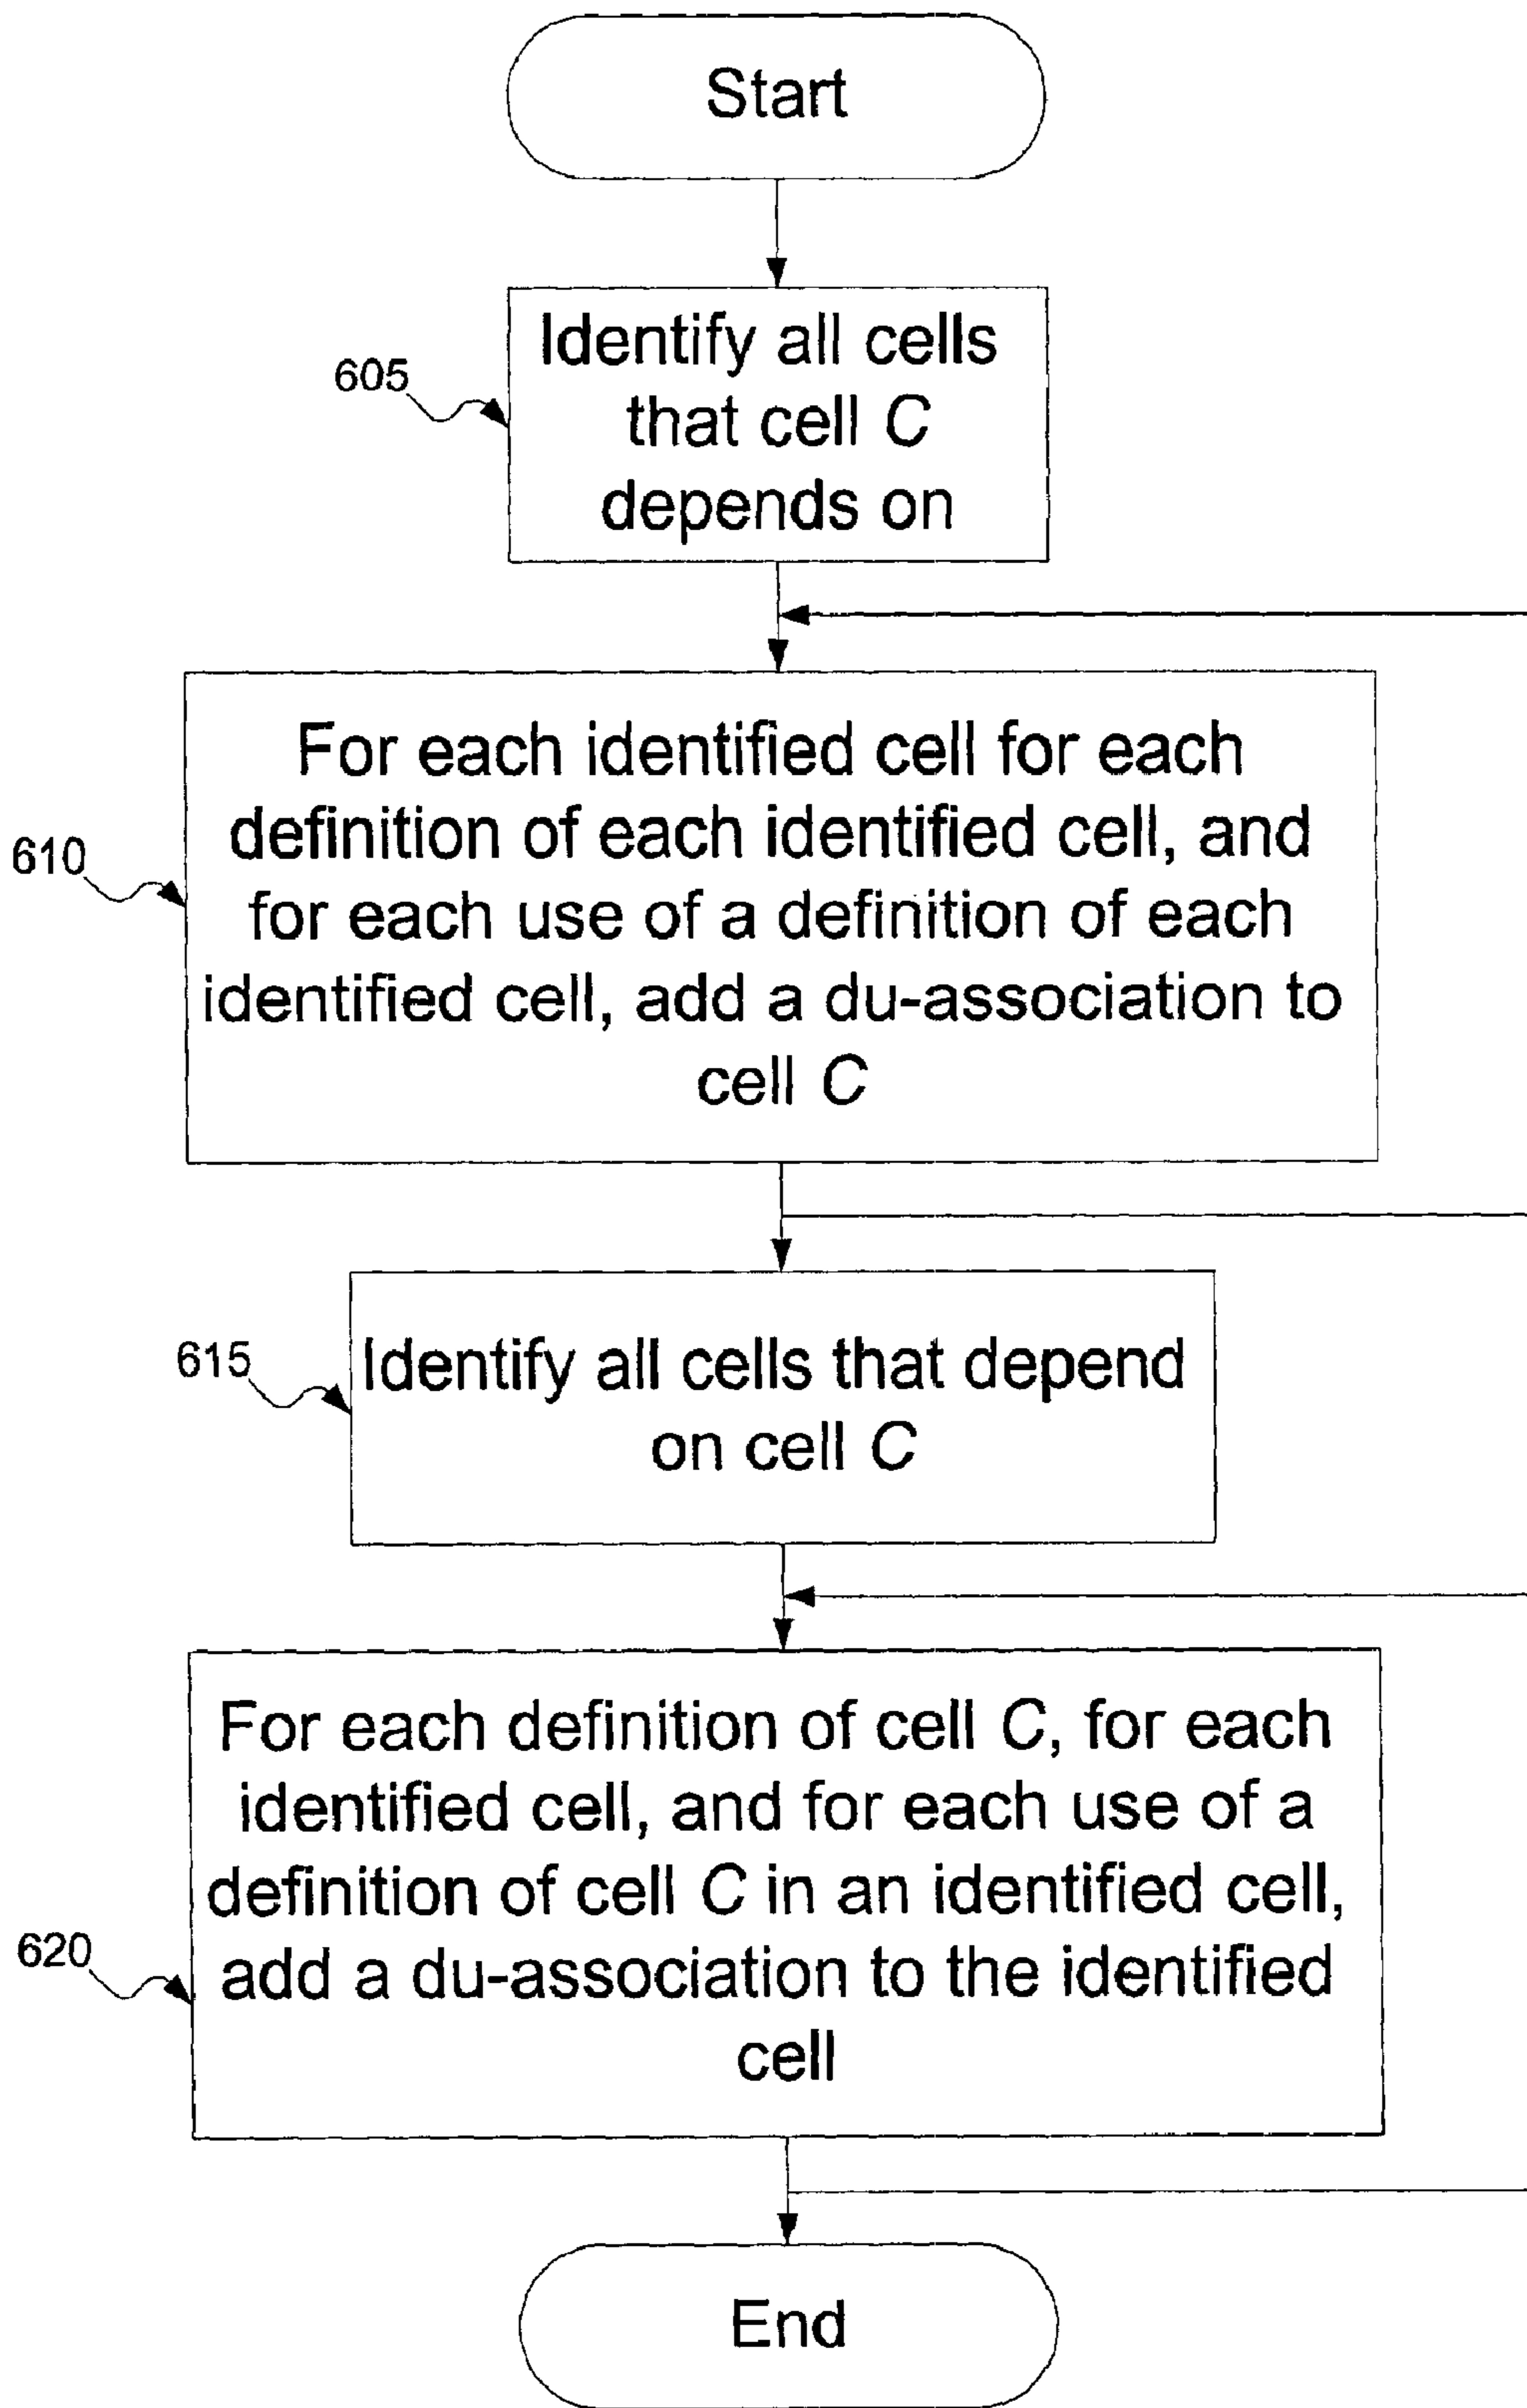 Start
605
Identify all cells
that cell C
depends on
610
For each identified cell for each
definition of each identified cell, and
for each use of a definition of each
identified cell, add a du-association to
cell C
615
Identify all cells that depend
on cell C
620
For each definition of cell C, for each
identified cell, and for each use of a
definition of cell C in an identified cell,
add a du-association to the identified
cell
End